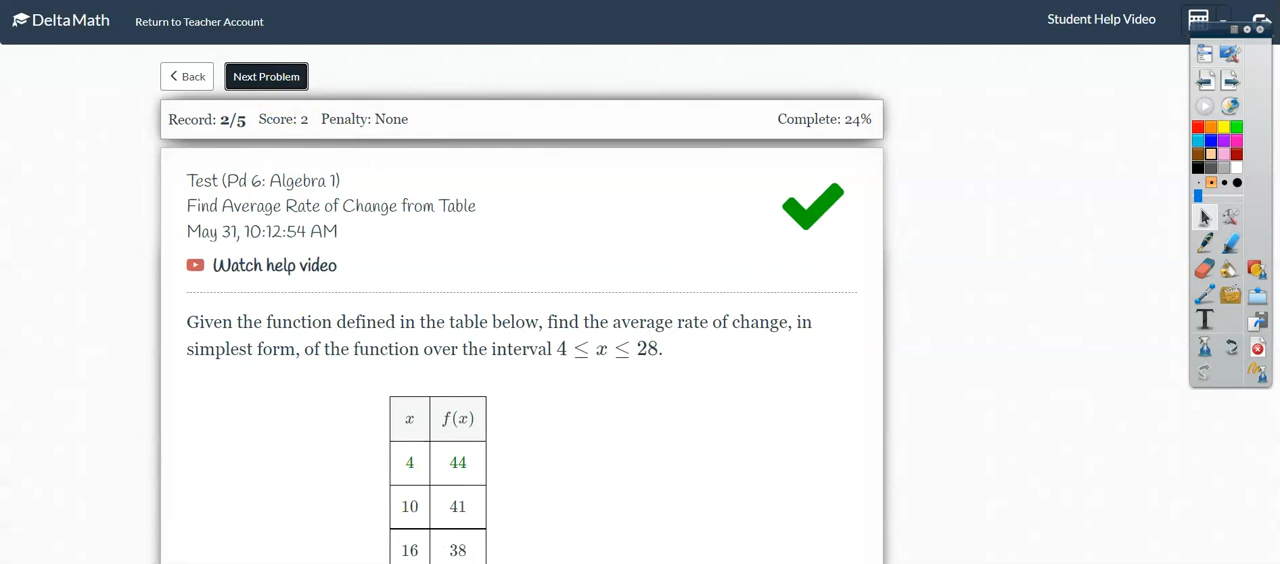 DeltaMath
Return to Teacher Account
Student Help Video
Back
Next Problem
Record: 2/5 Score: 2 Penalty: None
Complete: 24%
Test (Pd 6: Algebra 1)
Find Average Rate of Change from Table
May 31, 10:12:54 AM
Watch help video
Given the function defined in the table below, find the average rate of change, in
simplest form, of the function over the interval 4 ≤ x ≤ 28.
x f(x)
4 44
10 41
16 38
T